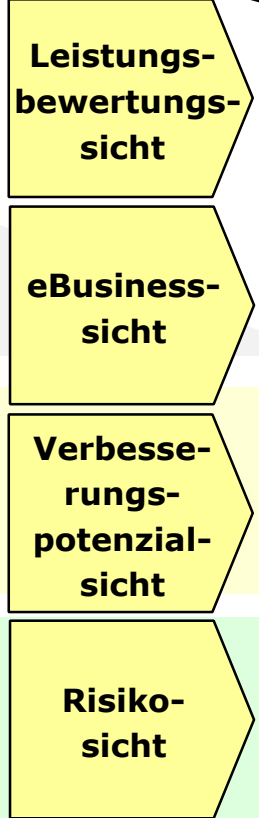 Leistungs-
bewertungs-
sicht
eBusiness-
sicht
Verbesse-
rungs-
potenzial-
sicht
Risiko-
sicht